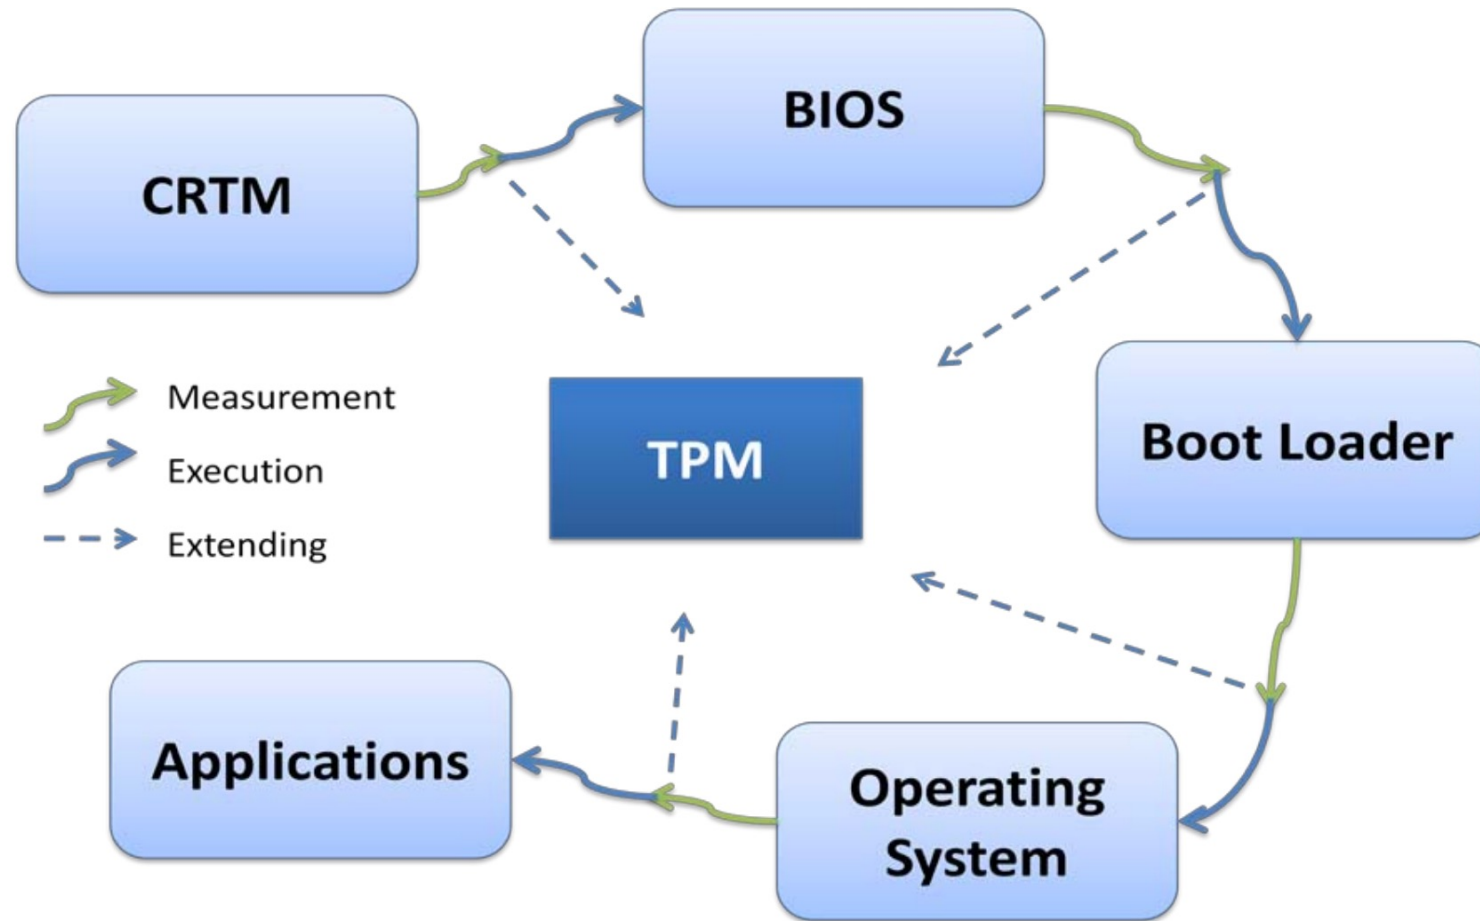 BIOS
CRTM
Measurement
Execution
Extending
TPM
Boot Loader
Applications
Operating
System